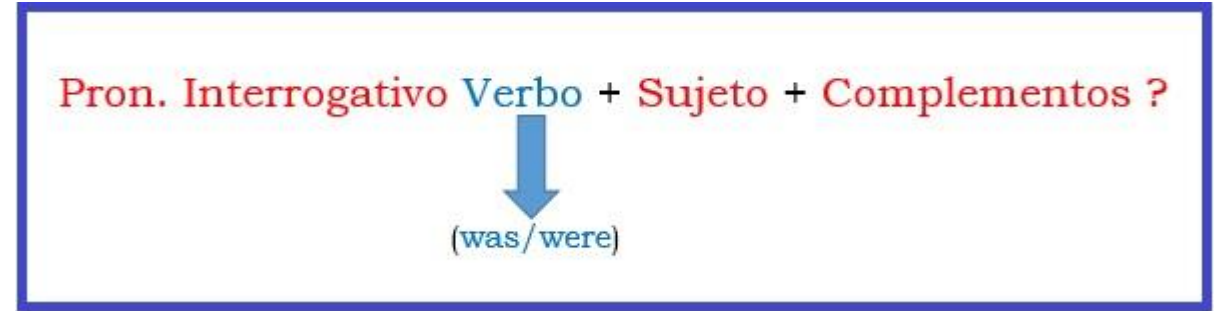 Pron. Interrogativo Verbo + Sujeto + Complementos ?
(was/were)